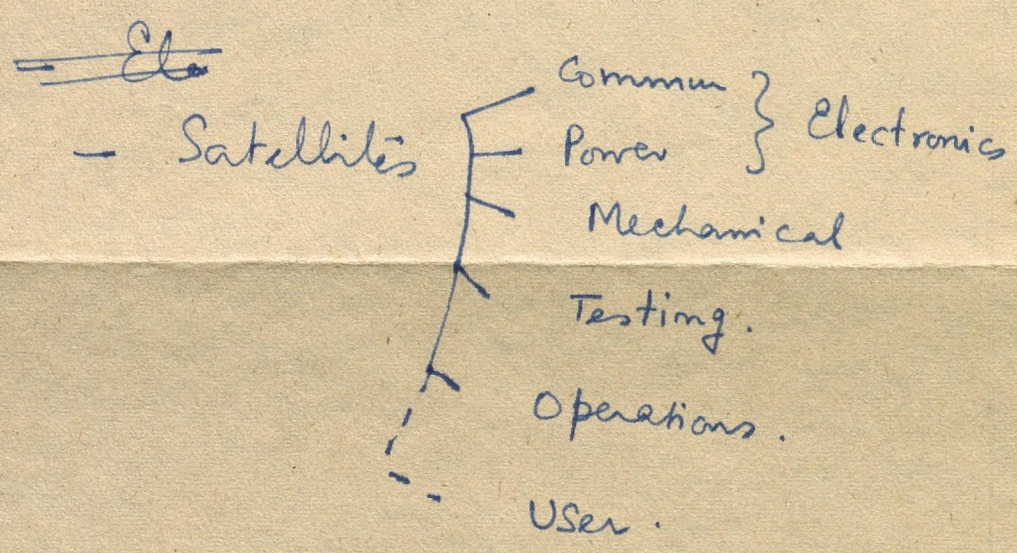 - Satellites
Commun
Power
} Electronics
Mechanical
Testing.
Operations.
User.